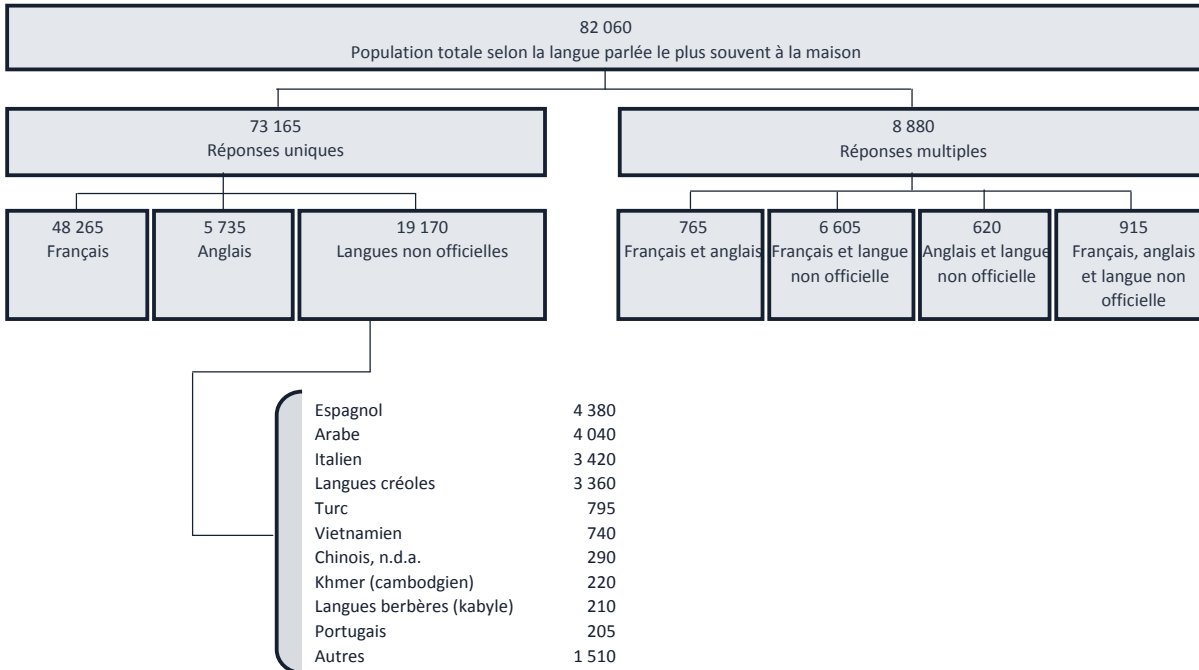 82 060
Population totale selon la langue parlée le plus souvent à la maison
73 165
Réponses uniques
8 880
Réponses multiples
48 265
Français
5 735
Anglais
19 170
Langues non officielles
765
Français et anglais
6 605
Français et langue
non officielle
620
Anglais et langue
non officielle
915
Français, anglais
et langue non
officielle
Espagnol 4 380
Arabe 4 040
Italien 3 420
Langues créoles 3 360
Turc 795
Vietnamien 740
Chinois, n.d.a. 290
Khmer (cambodgien) 220
Langues berbères (kabyle) 210
Portugais 205
Autres 1 510